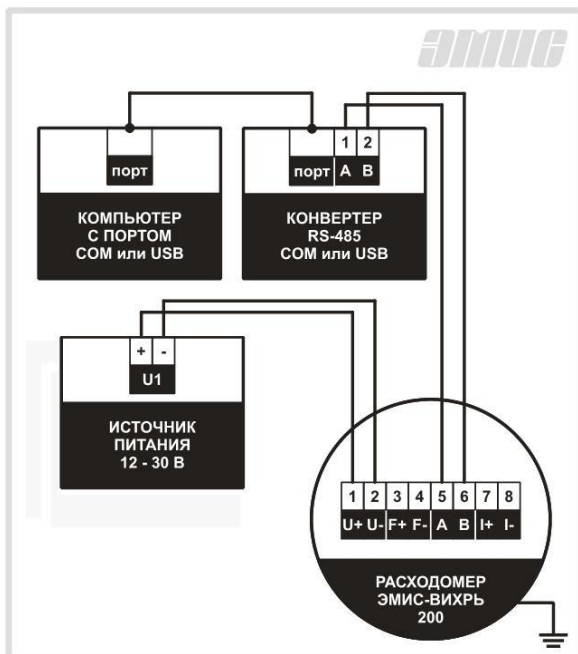 ЭМИС
1 2
порт
порт A B
КОМПЬЮТЕР
С ПОРТОМ
COM или USB
КОНВЕРТЕР
RS-485
COM или USB
+ -
U1
ИСТОЧНИК
ПИТАНИЯ
12 - 30 В
1 2 3 4 5 6 7 8
U+ U- F+ F- A B I+ I-
РАСХОДОМЕР
ЭМИС-ВИХРЬ
200